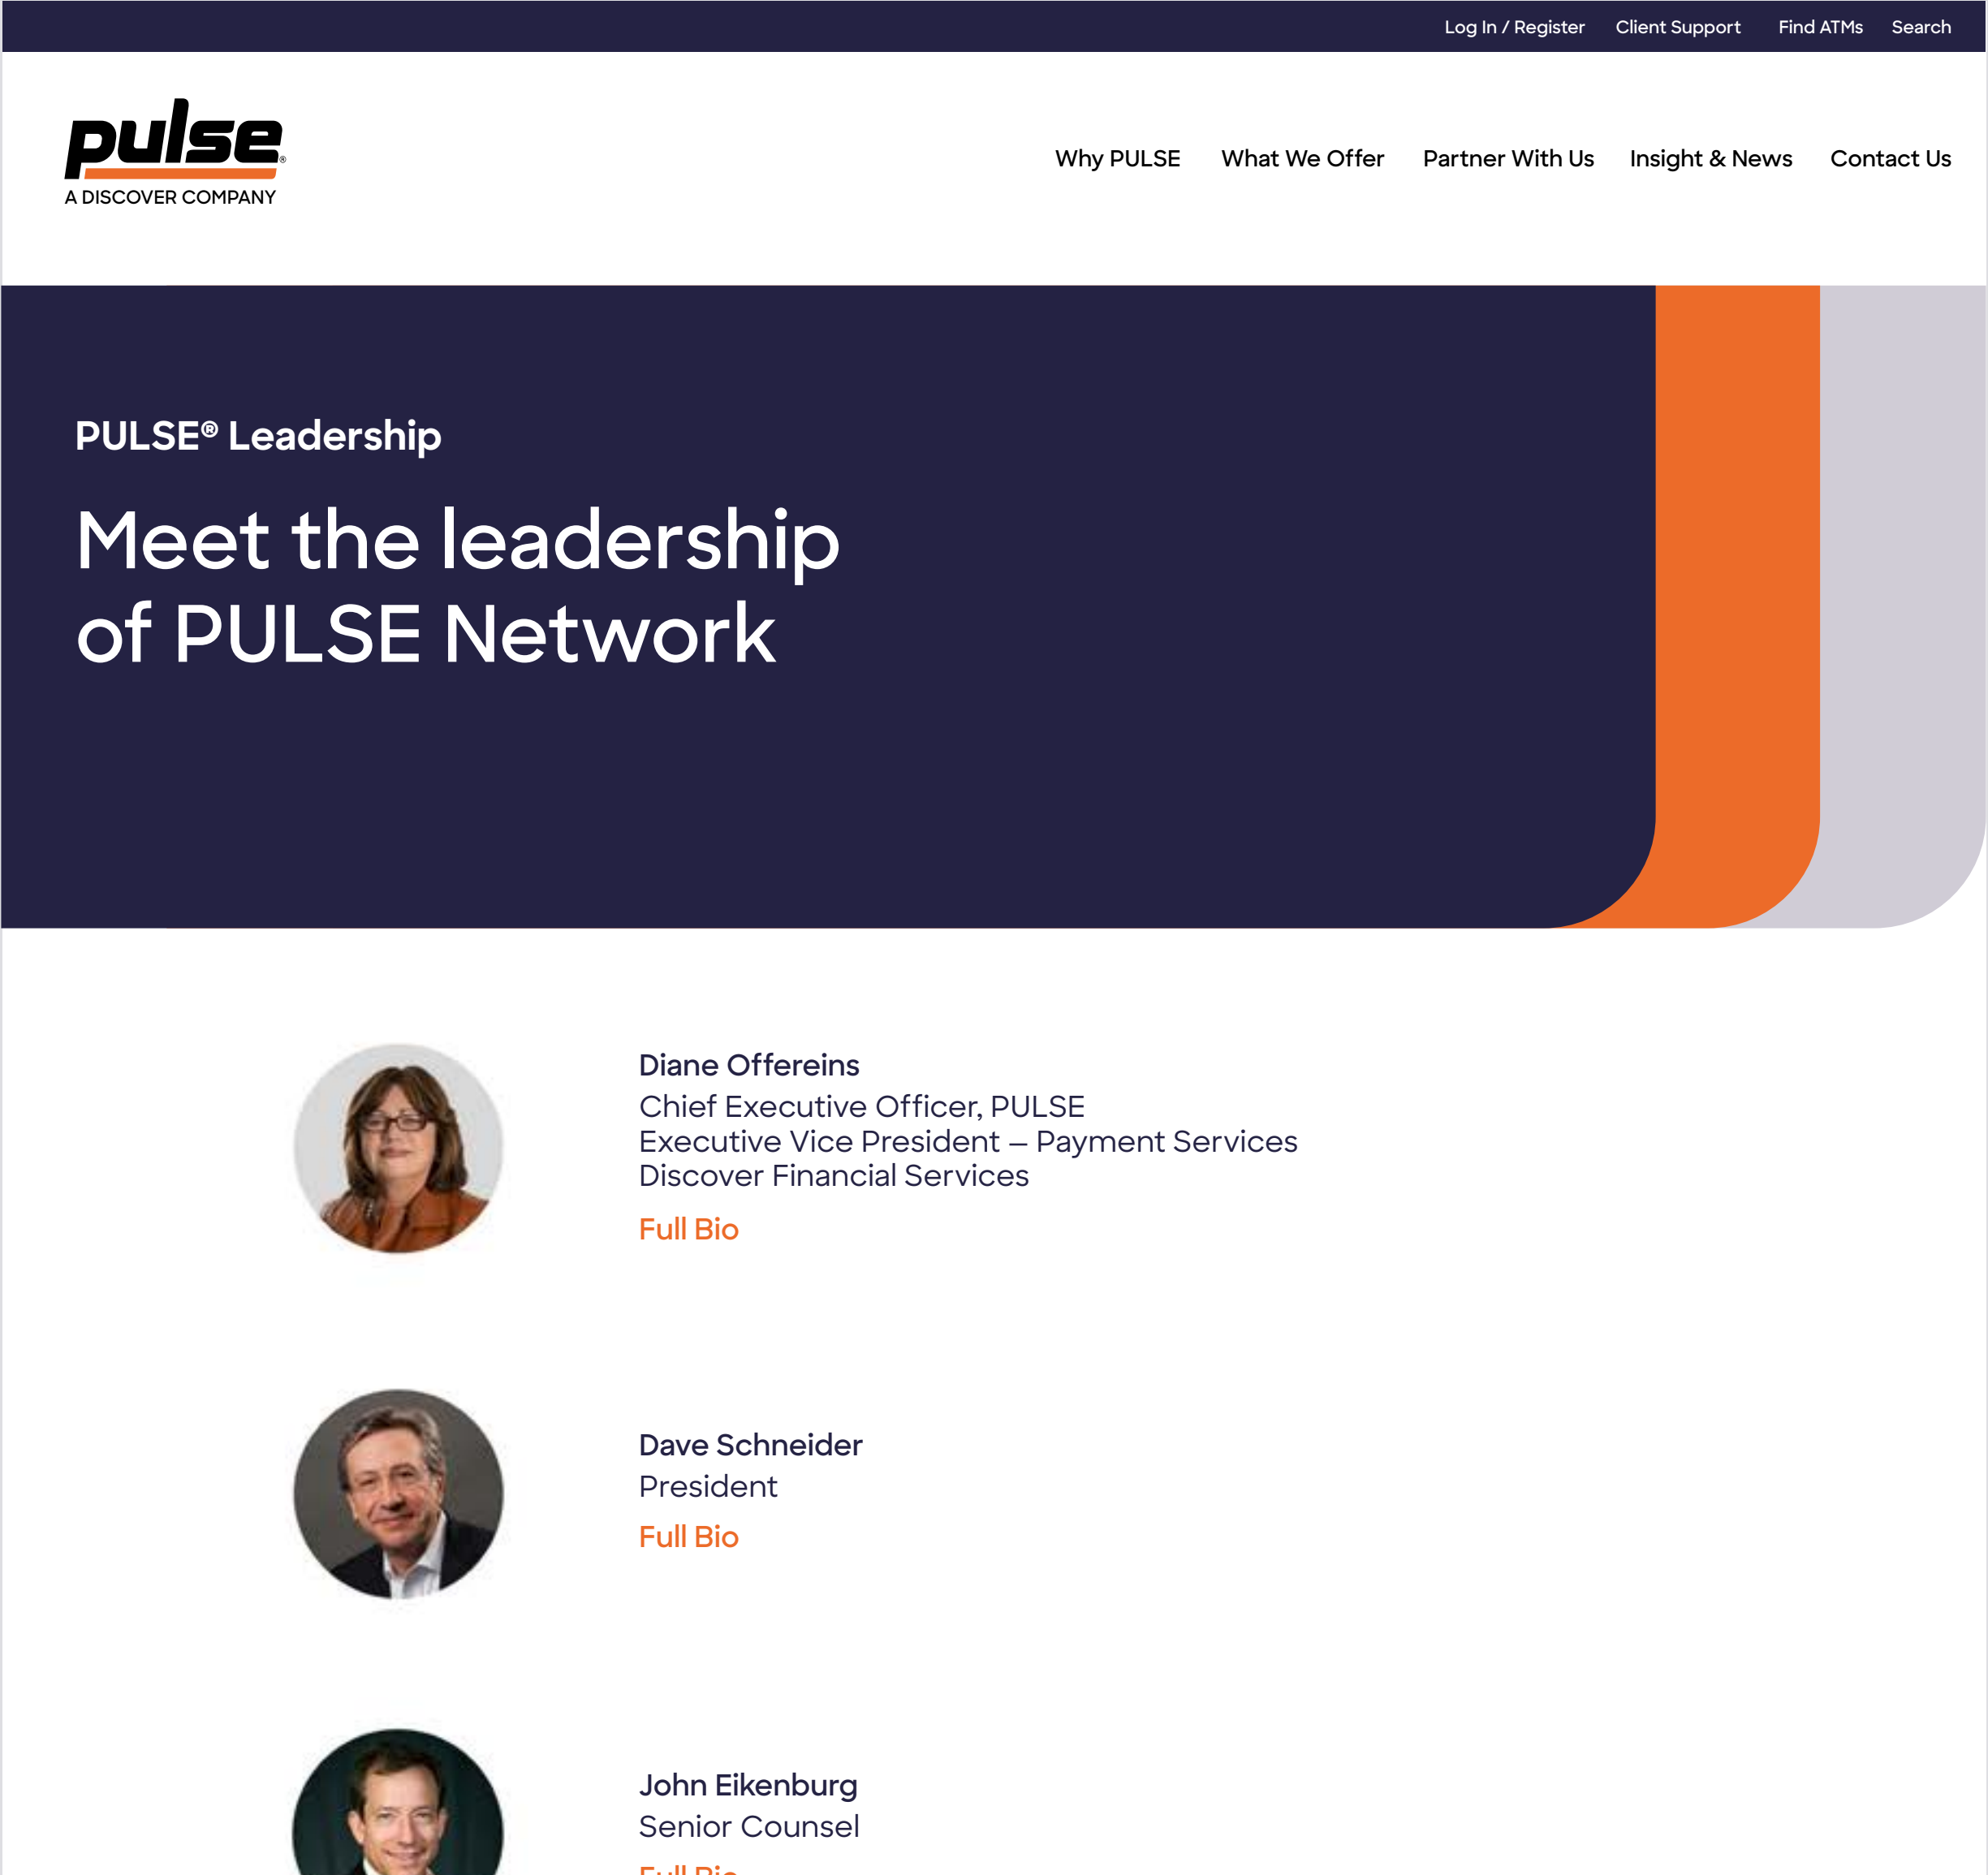 Log In / Register Client Support Find ATMs Search
pulse®
A DISCOVER COMPANY
Why PULSE What We Offer Partner With Us Insight & News Contact Us
PULSE® Leadership
Meet the leadership
of PULSE Network
Diane Offereins
Chief Executive Officer, PULSE
Executive Vice President – Payment Services
Discover Financial Services
Full Bio
Dave Schneider
President
Full Bio
John Eikenburg
Senior Counsel
Full Bio